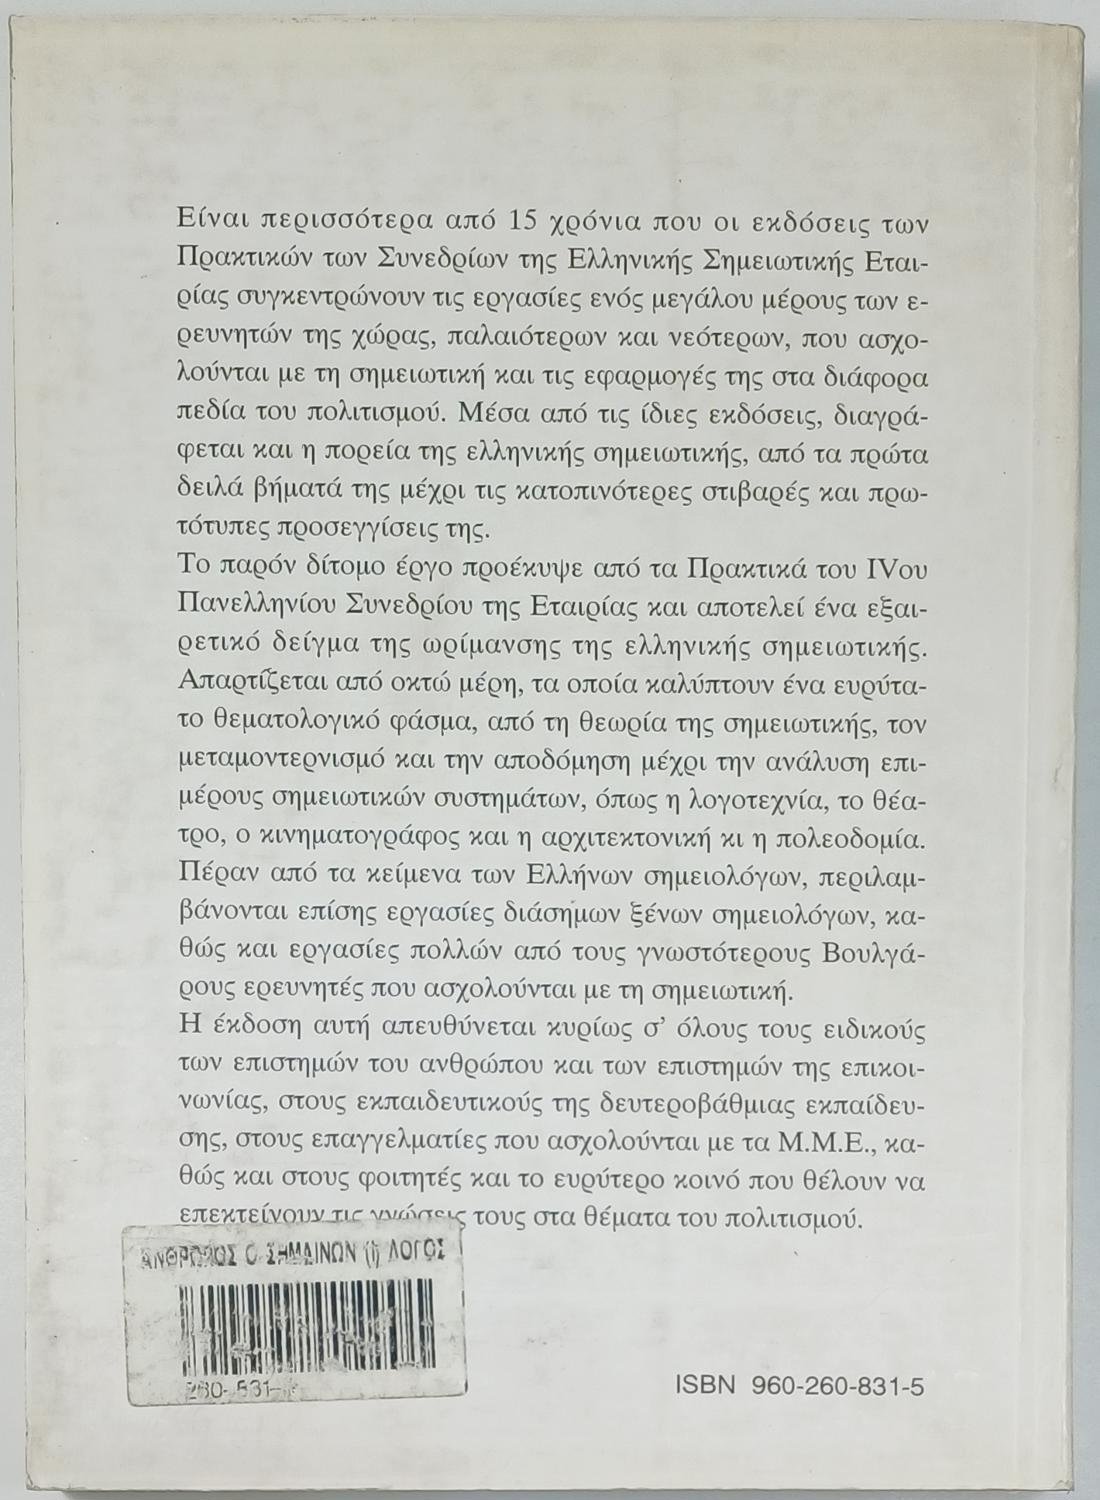 Είναι περισσότερα από 15 χρόνια που οι εκδόσεις των
Πρακτικών των Συνεδρίων της Ελληνικής Σημειωτικής Εται-
ρίας συγκεντρώνουν τις εργασίες ενός μεγάλου μέρους των ε-
ρευνητών της χώρας, παλαιότερων και νεότερων, που ασχο-
λούνται με τη σημειωτική και τις εφαρμογές της στα διάφορα
πεδία του πολιτισμού. Μέσα από τις ίδιες εκδόσεις, διαγρά-
φεται και η πορεία της ελληνικής σημειωτικής, από τα πρώτα
δειλά βήματά της μέχρι τις κατοπινότερες στιβαρές και πρω-
τότυπες προσεγγίσεις της.
Το παρόν δίτομο έργο προέκυψε από τα Πρακτικά του IVου
Πανελληνίου Συνεδρίου της Εταιρίας και αποτελεί ένα εξαι-
ρετικό δείγμα της ωρίμανσης της ελληνικής σημειωτικής.
Απαρτίζεται από οκτώ μέρη, τα οποία καλύπτουν ένα ευρύτα-
το θεματολογικό φάσμα, από τη θεωρία της σημειωτικής, τον
μεταμοντερνισμό και την αποδόμηση μέχρι την ανάλυση επι-
μέρους σημειωτικών συστημάτων, όπως η λογοτεχνία, το θέα-
τρο, ο κινηματογράφος και η αρχιτεκτονική κι η πολεοδομία.
Πέραν από τα κείμενα των Ελλήνων σημειολόγων, περιλαμ-
βάνονται επίσης εργασίες διάσημων ξένων σημειολόγων, κα-
θώς και εργασίες πολλών από τους γνωστότερους Βουλγά-
ρους ερευνητές που ασχολούνται με τη σημειωτική.
Η έκδοση αυτή απευθύνεται κυρίως σ' όλους τους ειδικούς
των επιστημών του ανθρώπου και των επιστημών της επικοι-
νωνίας, στους εκπαιδευτικούς της δευτεροβάθμιας εκπαίδευ-
σης, στους επαγγελματίες που ασχολούνται με τα Μ.Μ.Ε., κα-
θώς και στους φοιτητές και το ευρύτερο κοινό που θέλουν να
επεκτείνουν τις γνώσεις τους στα θέματα του πολιτισμού.
ΑΝΘΡΩΠΟΣ Ο ΣΗΜΑΙΝΩΝ (Ι) ΛΟΓΟΣ
260-831-
ISBN 960-260-831-5